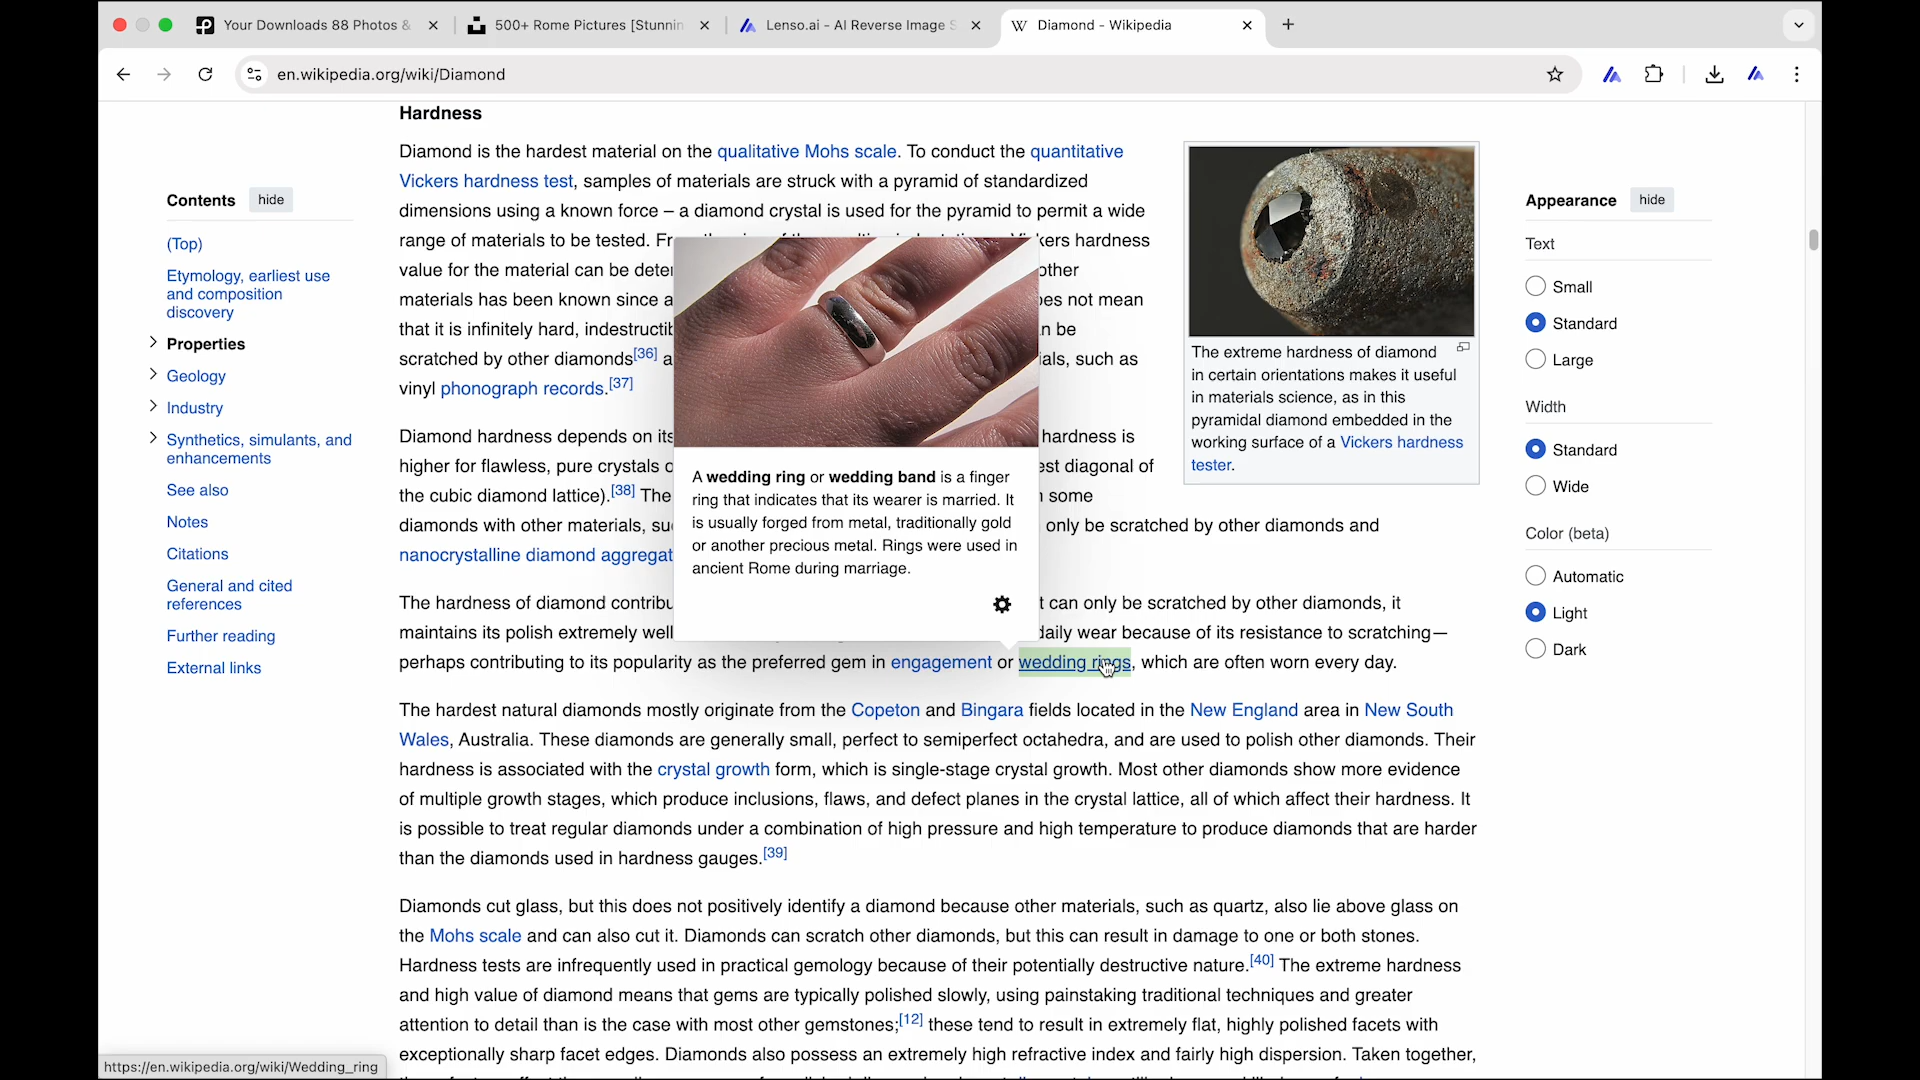 Your Downloads 88 Photos &
500+ Rome Pictures [Stunnin
Lenso.ai - AI Reverse Image S
W Diamond - Wikipedia
en.wikipedia.org/wiki/Diamond
Contents hide
(Top)
Etymology, earliest use
and composition
discovery
Properties
Geology
Industry
Synthetics, simulants, and
enhancements
See also
Notes
Citations
General and cited
references
Further reading
External links
Hardness
Diamond is the hardest material on the qualitative Mohs scale. To conduct the quantitative
Vickers hardness test, samples of materials are struck with a pyramid of standardized
dimensions using a known force – a diamond crystal is used for the pyramid to permit a wide
range of materials to be tested. Vickers hardness
value for the material can be other
materials has been known since not mean
that it is infinitely hard, be
scratched by other diamonds[36] such as
vinyl phonograph records.[37]
Diamond hardness depends on its hardness is
higher for flawless, pure crystals diagonal of
the cubic diamond lattice).[38] The some
diamonds with other materials, only be scratched by other diamonds and
nanocrystalline diamond
The hardness of diamond can only be scratched by other diamonds, it
maintains its polish extremely well daily wear because of its resistance to scratching—
perhaps contributing to its popularity as the preferred gem in engagement or wedding rings, which are often worn every day.
A wedding ring or wedding band is a finger
ring that indicates that its wearer is married. It
is usually forged from metal, traditionally gold
or another precious metal. Rings were used in
ancient Rome during marriage.
The hardest natural diamonds mostly originate from the Copeton and Bingara fields located in the New England area in New South
Wales, Australia. These diamonds are generally small, perfect to semiperfect octahedra, and are used to polish other diamonds. Their
hardness is associated with the crystal growth form, which is single-stage crystal growth. Most other diamonds show more evidence
of multiple growth stages, which produce inclusions, flaws, and defect planes in the crystal lattice, all of which affect their hardness. It
is possible to treat regular diamonds under a combination of high pressure and high temperature to produce diamonds that are harder
than the diamonds used in hardness gauges.[39]
Diamonds cut glass, but this does not positively identify a diamond because other materials, such as quartz, also lie above glass on
the Mohs scale and can also cut it. Diamonds can scratch other diamonds, but this can result in damage to one or both stones.
Hardness tests are infrequently used in practical gemology because of their potentially destructive nature.[40] The extreme hardness
and high value of diamond means that gems are typically polished slowly, using painstaking traditional techniques and greater
attention to detail than is the case with most other gemstones;[12] these tend to result in extremely flat, highly polished facets with
exceptionally sharp facet edges. Diamonds also possess an extremely high refractive index and fairly high dispersion. Taken together,
The extreme hardness of diamond
in certain orientations makes it useful
in materials science, as in this
pyramidal diamond embedded in the
working surface of a Vickers hardness
tester.
Appearance hide
Text
Small
Standard
Large
Width
Standard
Wide
Color (beta)
Automatic
Light
Dark
https://en.wikipedia.org/wiki/Wedding_ring